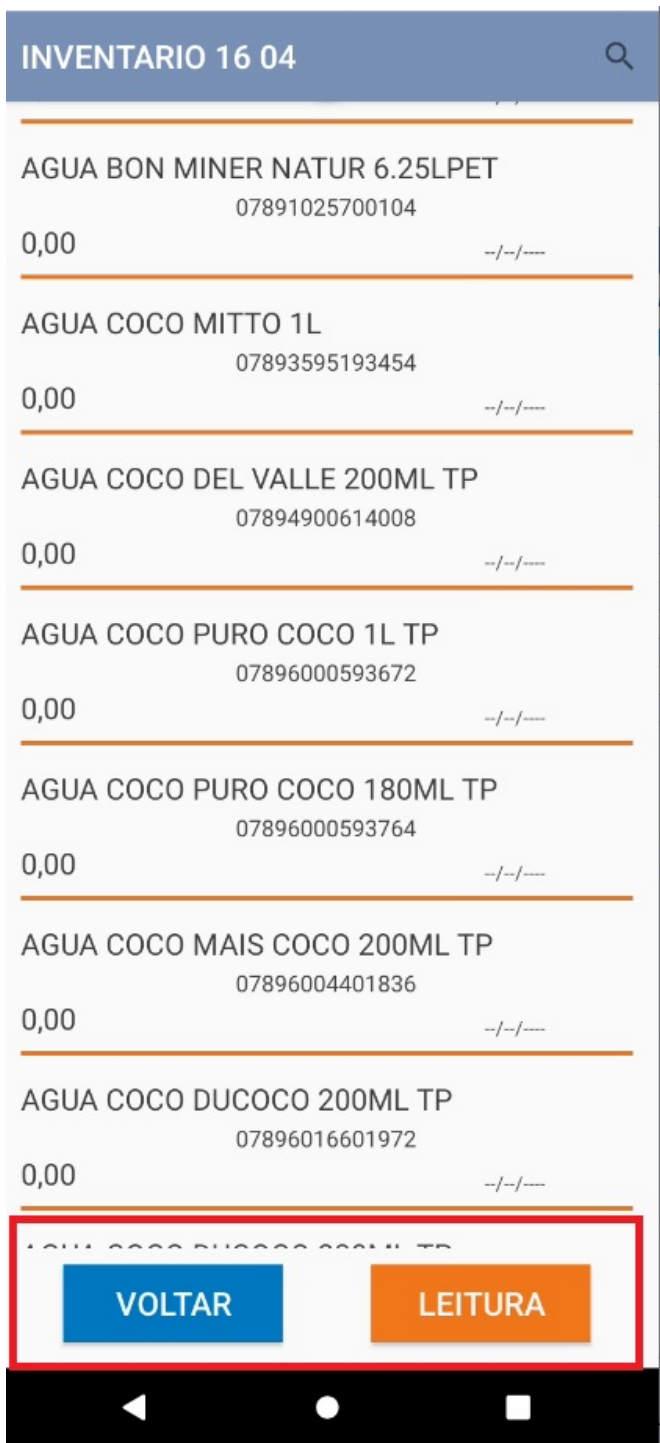 INVENTARIO 16 04
AGUA BON MINER NATUR 6.25LPET
07891025700104
0,00
--/--/----
AGUA COCO MITTO 1L
07893595193454
0,00
--/--/----
AGUA COCO DEL VALLE 200ML TP
07894900614008
0,00
--/--/----
AGUA COCO PURO COCO 1L TP
07896000593672
0,00
--/--/----
AGUA COCO PURO COCO 180ML TP
07896000593764
0,00
--/--/----
AGUA COCO MAIS COCO 200ML TP
07896004401836
0,00
--/--/----
AGUA COCO DUCOCO 200ML TP
07896016601972
0,00
--/--/----
VOLTAR LEITURA